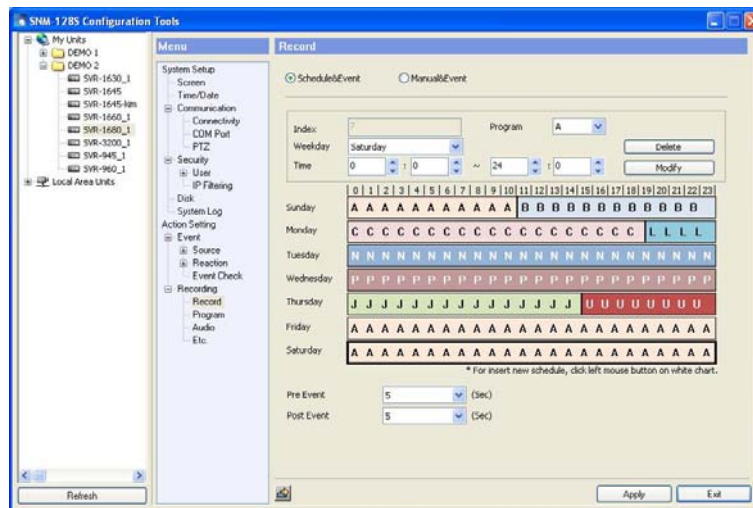 SNM-128S Configuration Tools
My Units
DEMO 1
DEMO 2
SVR-1630_1
SVR-1645
SVR-1645-kim
SVR-1660_1
SVR-1680_1
SVR-3200_1
SVR-945_1
SVR-960_1
Local Area Units
Refresh
Menu
System Setup
Screen
Time/Date
Communication
Connectivity
COM Port
PTZ
Security
User
IP Filtering
Disk
System Log
Action Setting
Event
Source
Reaction
Event Check
Recording
Record
Program
Audio
Etc.
Record
Schedule&Event Manual&Event
Index 7 Program A
Weekday Saturday Delete
Time 0 : 0 ~ 24 : 0 Modify
0 1 2 3 4 5 6 7 8 9 10 11 12 13 14 15 16 17 18 19 20 21 22 23
Sunday A A A A A A A A A A A B B B B B B B B B B B B
Monday C C C C C C C C C C C C C C C C C C C L L L L
Tuesday N N N N N N N N N N N N N N N N N N N N N N N N
Wednesday P P P P P P P P P P P P P P P P P P P P P P P P
Thursday J J J J J J J J J J J J J J J U U U U U U U U
Friday A A A A A A A A A A A A A A A A A A A A A A A A
Saturday A A A A A A A A A A A A A A A A A A A A A A A A
* For insert new schedule, click left mouse button on white chart.
Pre Event 5 (Sec)
Post Event 5 (Sec)
Apply Exit